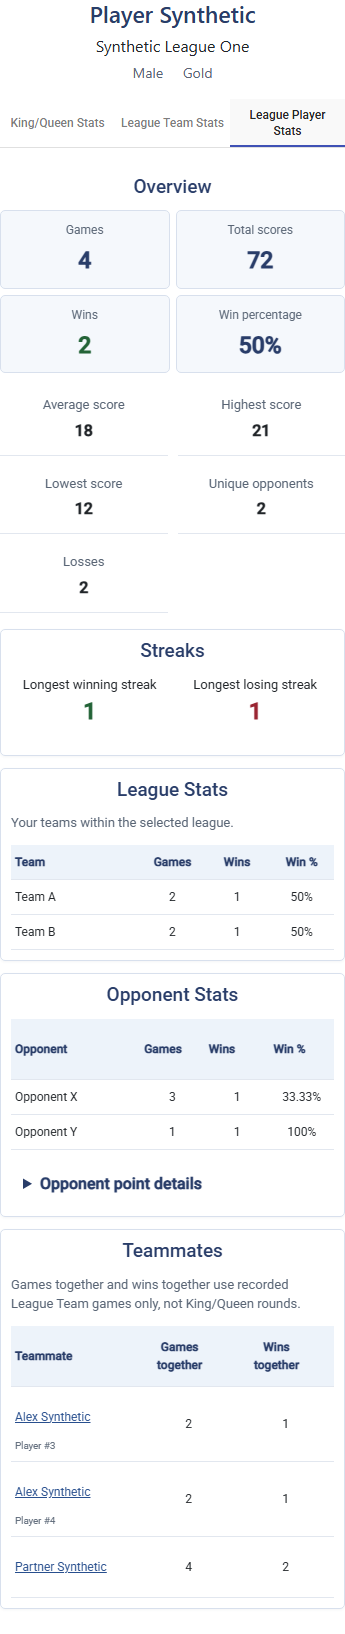 Player Synthetic
Synthetic League One
Male Gold
King/Queen Stats League Team Stats League Player
Stats
Overview
Games Total scores
4 72
Wins Win percentage
2 50%
Average score Highest score
18 21
Lowest score Unique opponents
12 2
Losses
2
Streaks
Longest winning streak Longest losing streak
1 1
League Stats
Your teams within the selected league.
Team Games Wins Win %
Team A 2 1 50%
Team B 2 1 50%
Opponent Stats
Opponent Games Wins Win %
Opponent X 3 1 33.33%
Opponent Y 1 1 100%
Opponent point details
Teammates
Games together and wins together use recorded
League Team games only, not King/Queen rounds.
Teammate Games together Wins together
Alex Synthetic 2 1
Player #3
Alex Synthetic 2 1
Player #4
Partner Synthetic 4 2